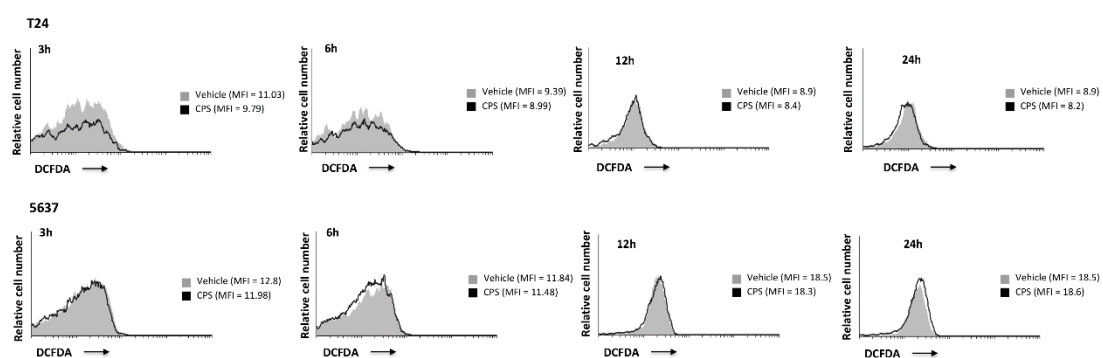 T24
Relative cell number
3h
Vehicle (MFI = 11.03)
CPS (MFI = 9.79)
DCFDA
Relative cell number
6h
Vehicle (MFI = 9.39)
CPS (MFI = 8.99)
DCFDA
Relative cell number
12h
Vehicle (MFI = 8.9)
CPS (MFI = 8.4)
DCFDA
Relative cell number
24h
Vehicle (MFI = 8.9)
CPS (MFI = 8.2)
DCFDA
5637
Relative cell number
3h
Vehicle (MFI = 12.8)
CPS (MFI = 11.98)
DCFDA
Relative cell number
6h
Vehicle (MFI = 11.84)
CPS (MFI = 11.48)
DCFDA
Relative cell number
12h
Vehicle (MFI = 18.5)
CPS (MFI = 18.3)
DCFDA
Relative cell number
24h
Vehicle (MFI = 18.5)
CPS (MFI = 18.6)
DCFDA